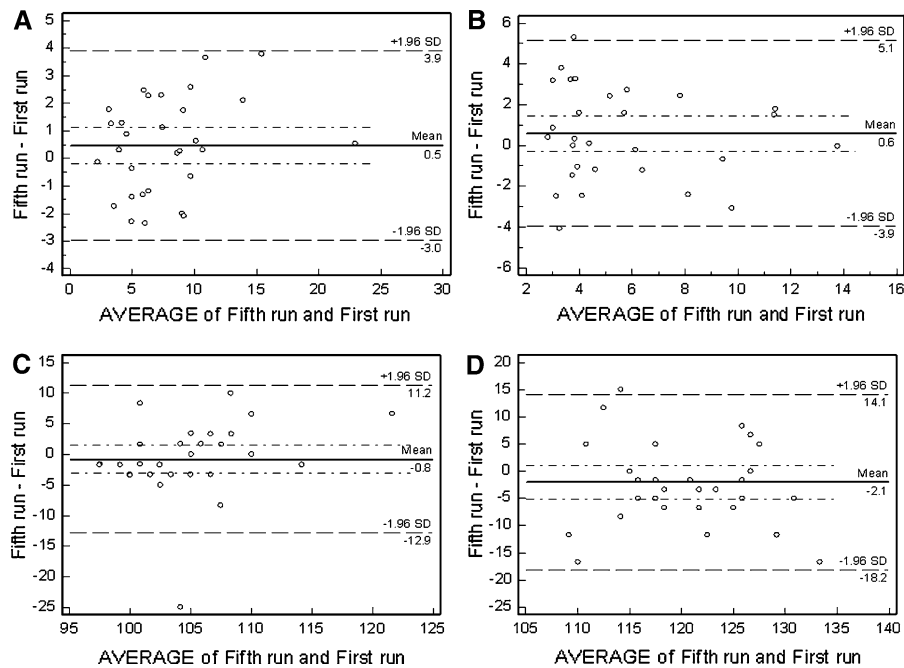 A
Fifth run - First run
5
4
3
2
1
0
-1
-2
-3
-4
+1.96 SD
3.9
Mean
0.5
-1.96 SD
-3.0
0 5 10 15 20 25 30
AVERAGE of Fifth run and First run
B
Fifth run - First run
6
4
2
0
-2
-4
-6
+1.96 SD
5.1
Mean
0.6
-1.96 SD
-3.9
2 4 6 8 10 12 14 16
AVERAGE of Fifth run and First run
C
Fifth run - First run
15
10
5
0
-5
-10
-15
-20
-25
+1.96 SD
11.2
Mean
-0.8
-1.96 SD
-12.9
95 100 105 110 115 120 125
AVERAGE of Fifth run and First run
D
Fifth run - First run
20
15
10
5
0
-5
-10
-15
-20
-25
+1.96 SD
14.1
Mean
-2.1
-1.96 SD
-18.2
105 110 115 120 125 130 135 140
AVERAGE of Fifth run and First run